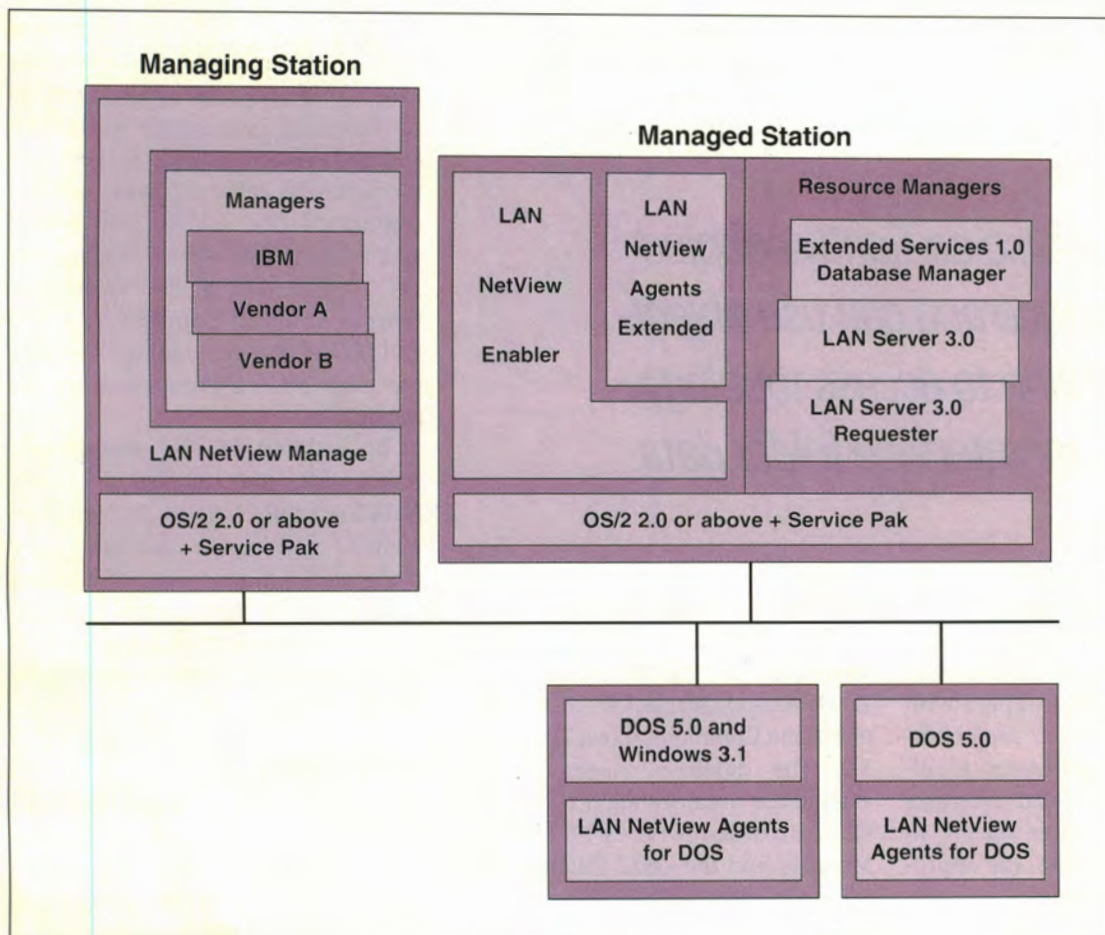 Managing Station
Managers
IBM
Vendor A
Vendor B
LAN NetView Manage
OS/2 2.0 or above
+ Service Pak
Managed Station
LAN
NetView
Enabler
LAN
NetView
Agents
Extended
Resource Managers
Extended Services 1.0
Database Manager
LAN Server 3.0
LAN Server 3.0
Requester
OS/2 2.0 or above + Service Pak
DOS 5.0 and
Windows 3.1
LAN NetView Agents
for DOS
DOS 5.0
LAN NetView
Agents for DOS